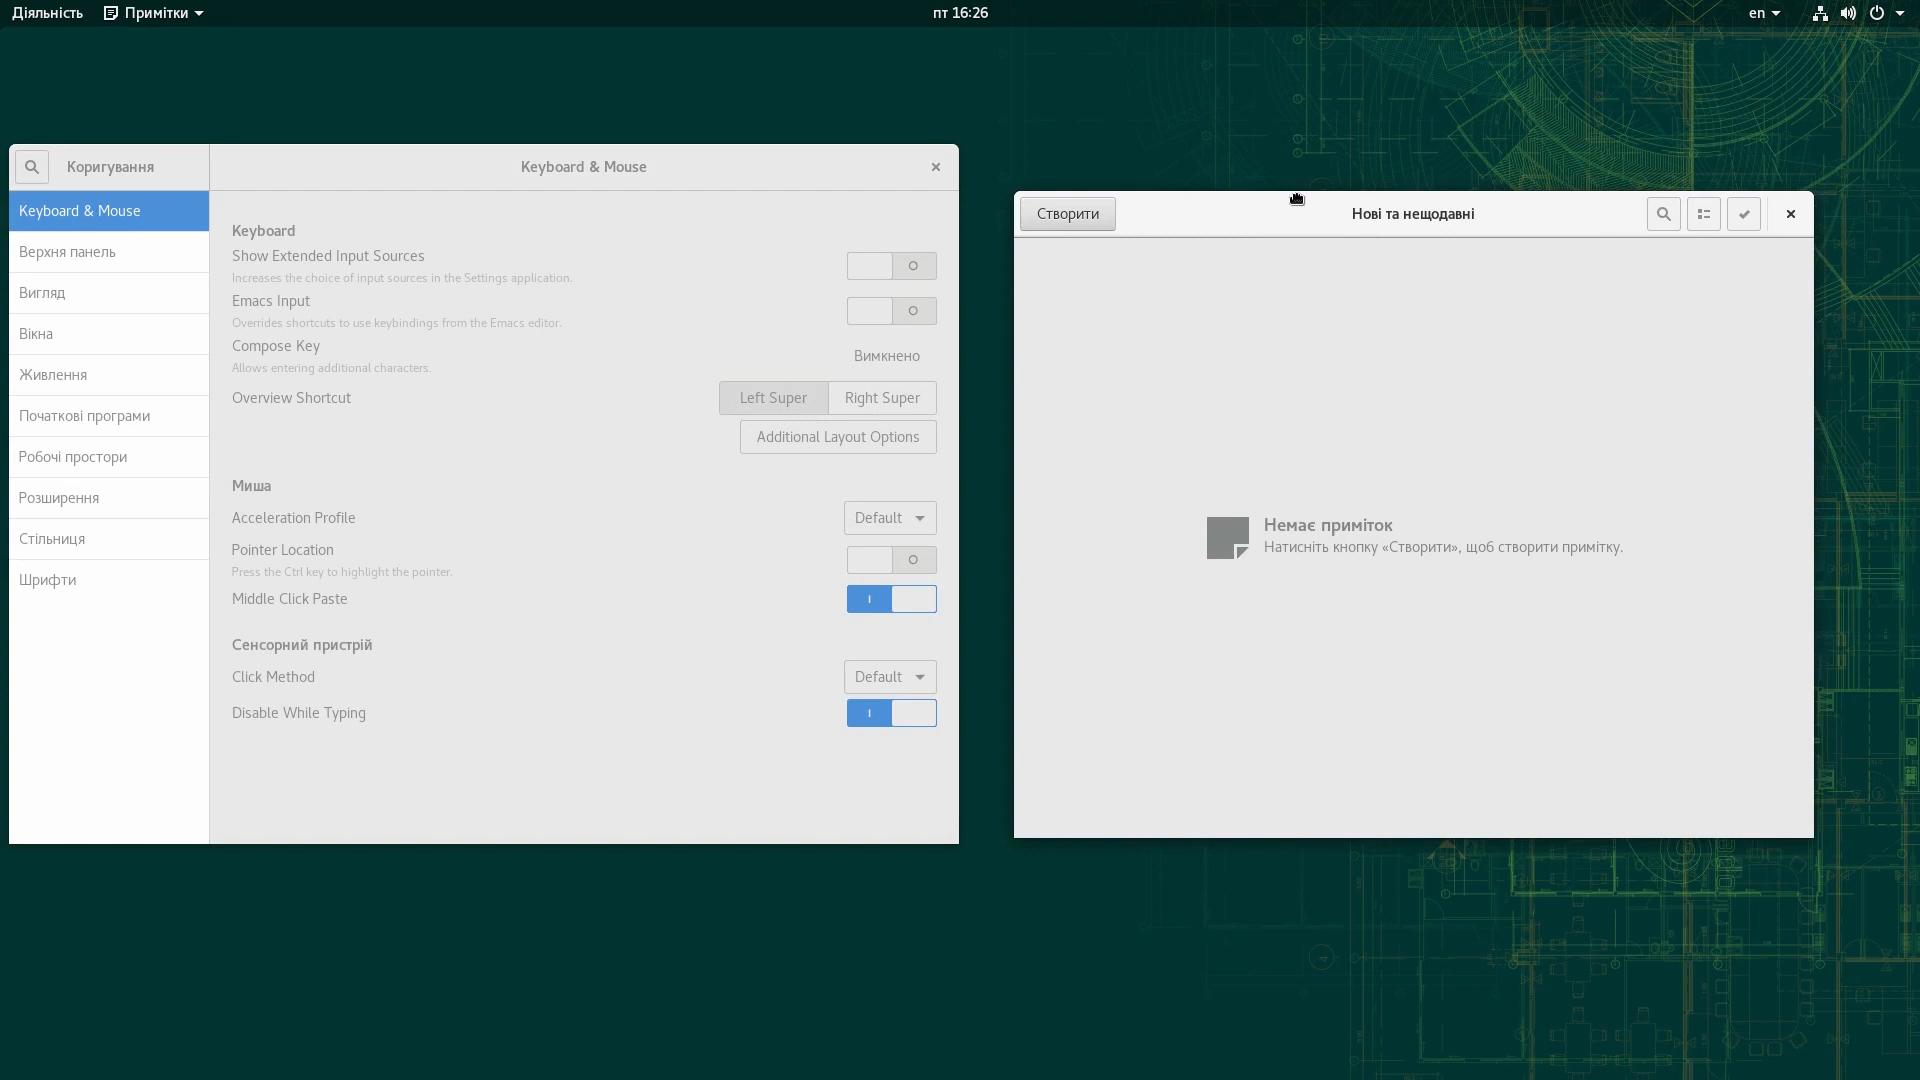 Діяльність
Примітки
пт 16:26
en
Коригування
Keyboard & Mouse
Keyboard & Mouse
Верхня панель
Вигляд
Вікна
Живлення
Початкові програми
Робочі простори
Розширення
Стільниця
Шрифти
Keyboard
Show Extended Input Sources
Increases the choice of input sources in the Settings application.
Emacs Input
Overrides shortcuts to use keybindings from the Emacs editor.
Compose Key
Вимкнено
Allows entering additional characters.
Overview Shortcut
Left Super
Right Super
Additional Layout Options
Миша
Acceleration Profile
Default
Pointer Location
Press the Ctrl key to highlight the pointer.
Middle Click Paste
Сенсорний пристрій
Click Method
Default
Disable While Typing
Створити
Нові та нещодавні
Немає приміток
Натисніть кнопку «Створити», щоб створити примітку.